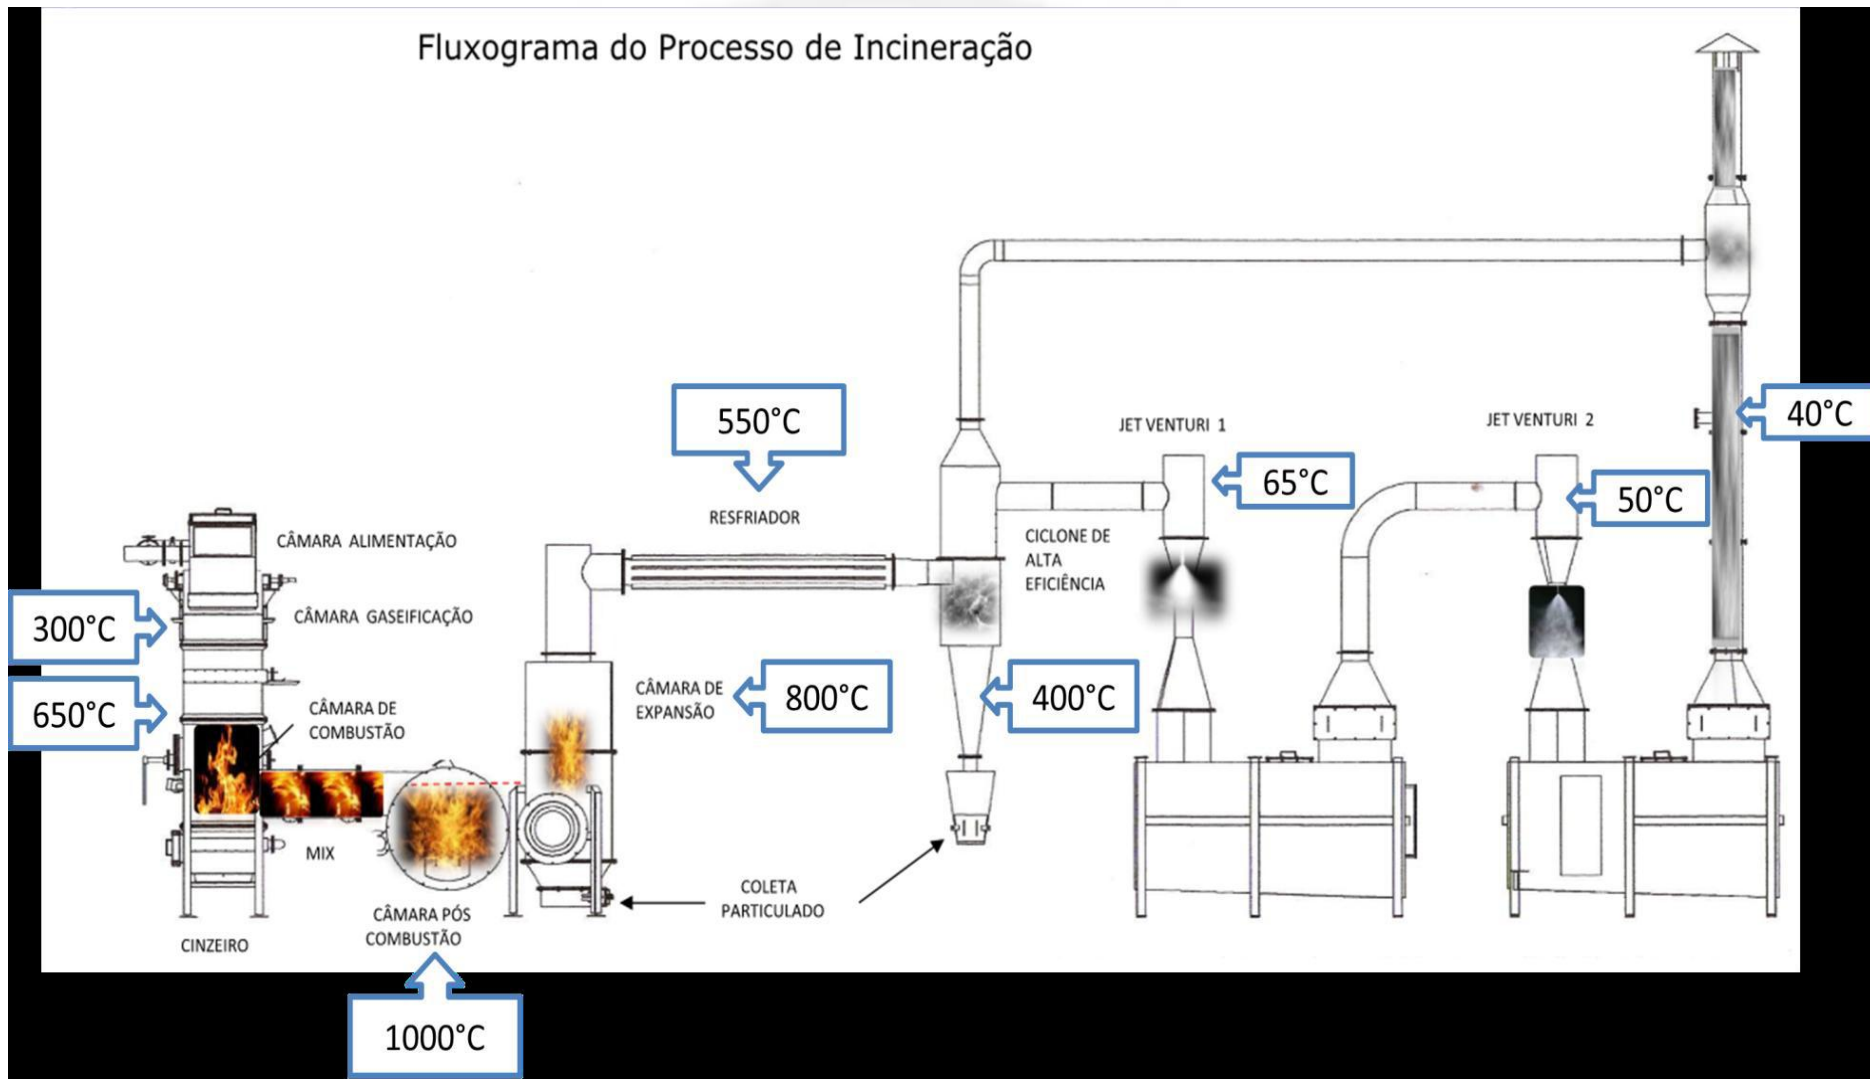 Fluxograma do Processo de Incineração
550°C
40°C
JET VENTURI 1
JET VENTURI 2
65°C
50°C
RESFRIADOR
CÂMARA ALIMENTAÇÃO
CICLONE DE
ALTA
EFICIÊNCIA
300°C
CÂMARA GASEIFICAÇÃO
650°C
CÂMARA DE
COMBUSTÃO
CÂMARA DE
EXPANSÃO
800°C
400°C
MIX
COLETA
PARTICULADO
CÂMARA PÓS
COMBUSTÃO
CINZEIRO
1000°C